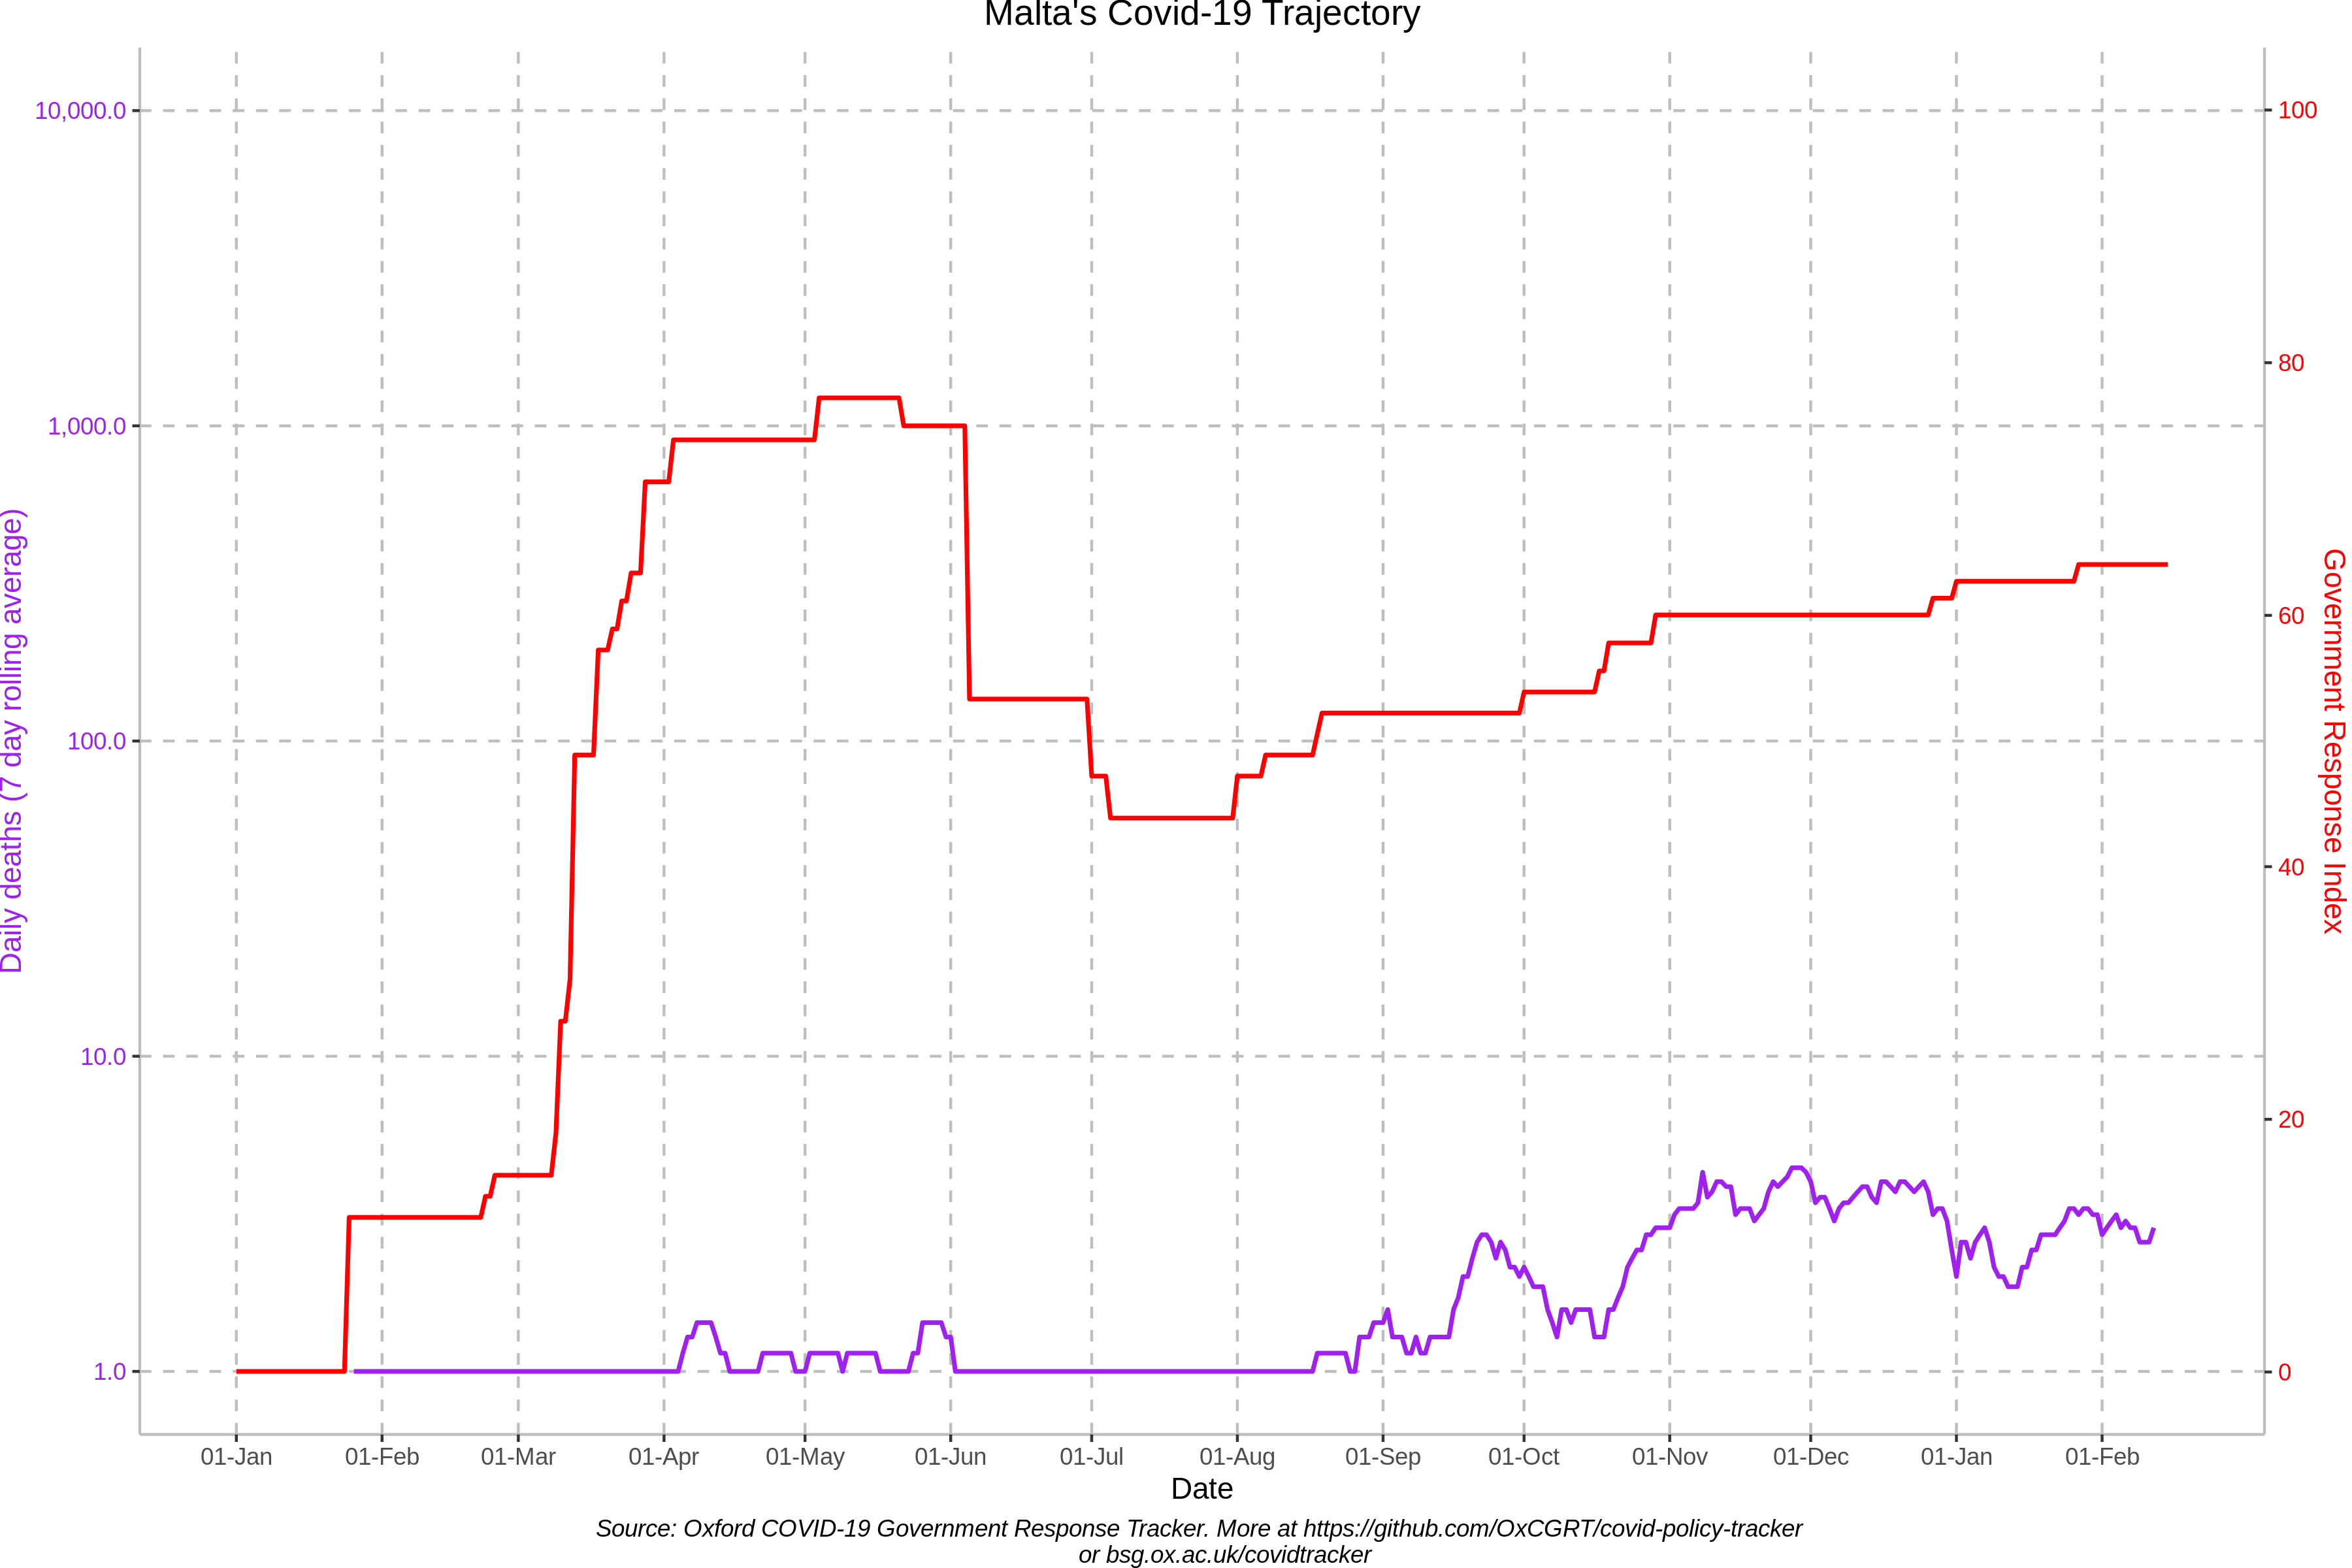 Malta's Covid-19 Trajectory
10,000.0
1,000.0
100.0
10.0
1.0
Daily deaths (7 day rolling average)
100
80
60
40
20
0
Government Response Index
01-Jan 01-Feb 01-Mar 01-Apr 01-May 01-Jun 01-Jul 01-Aug 01-Sep 01-Oct 01-Nov 01-Dec 01-Jan 01-Feb
Date
Source: Oxford COVID-19 Government Response Tracker. More at https://github.com/OxCGRT/covid-policy-tracker
or bsg.ox.ac.uk/covidtracker